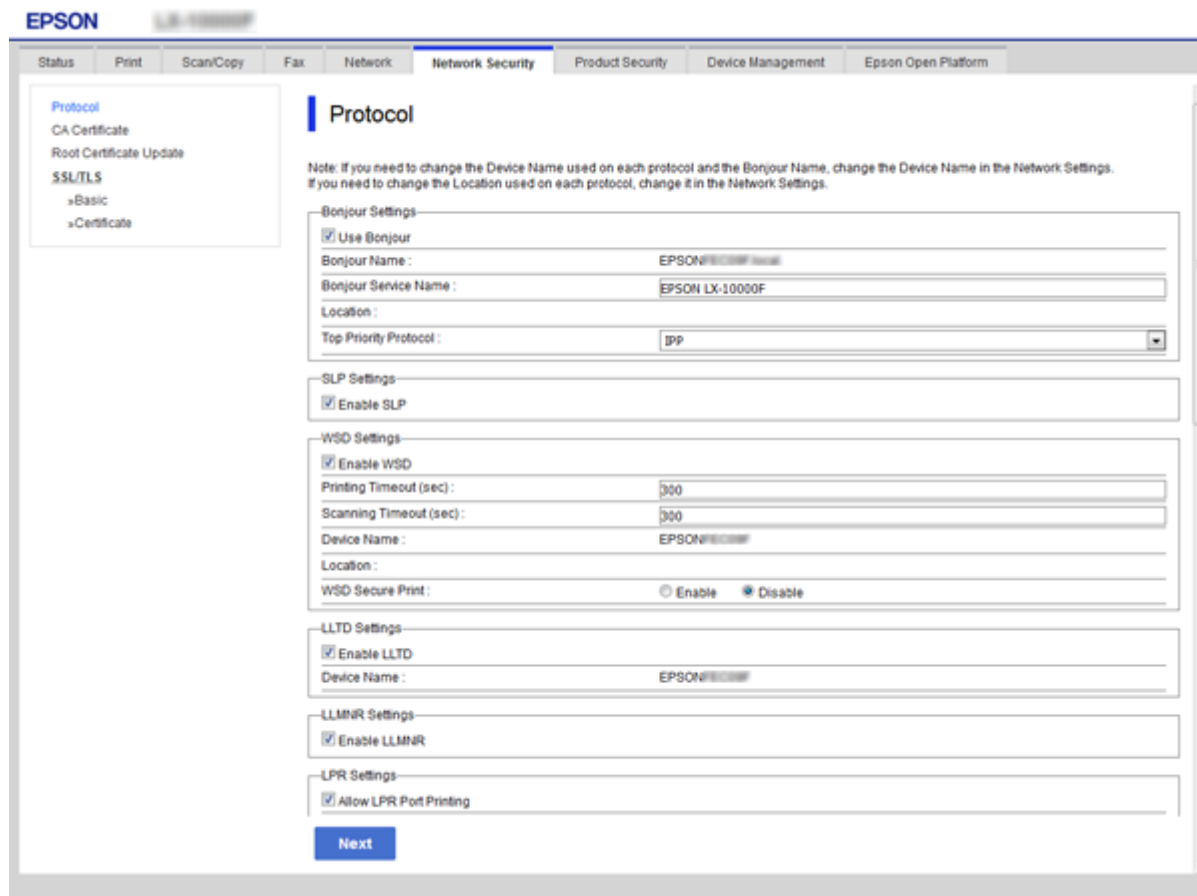 EPSON
Status Print Scan/Copy Fax Network Network Security Product Security Device Management Epson Open Platform
Protocol
CA Certificate
Root Certificate Update
SSL/TLS
»Basic
»Certificate
Protocol
Note: If you need to change the Device Name used on each protocol and the Bonjour Name, change the Device Name in the Network Settings.
If you need to change the Location used on each protocol, change it in the Network Settings.
Bonjour Settings
Use Bonjour
Bonjour Name : EPSON
Bonjour Service Name : EPSON LX-10000F
Location :
Top Priority Protocol : IPP
SLP Settings
Enable SLP
WSD Settings
Enable WSD
Printing Timeout (sec) : 300
Scanning Timeout (sec) : 300
Device Name : EPSON
Location :
WSD Secure Print : Enable Disable
LLTD Settings
Enable LLTD
Device Name : EPSON
LLMNR Settings
Enable LLMNR
LPR Settings
Allow LPR Port Printing
Next